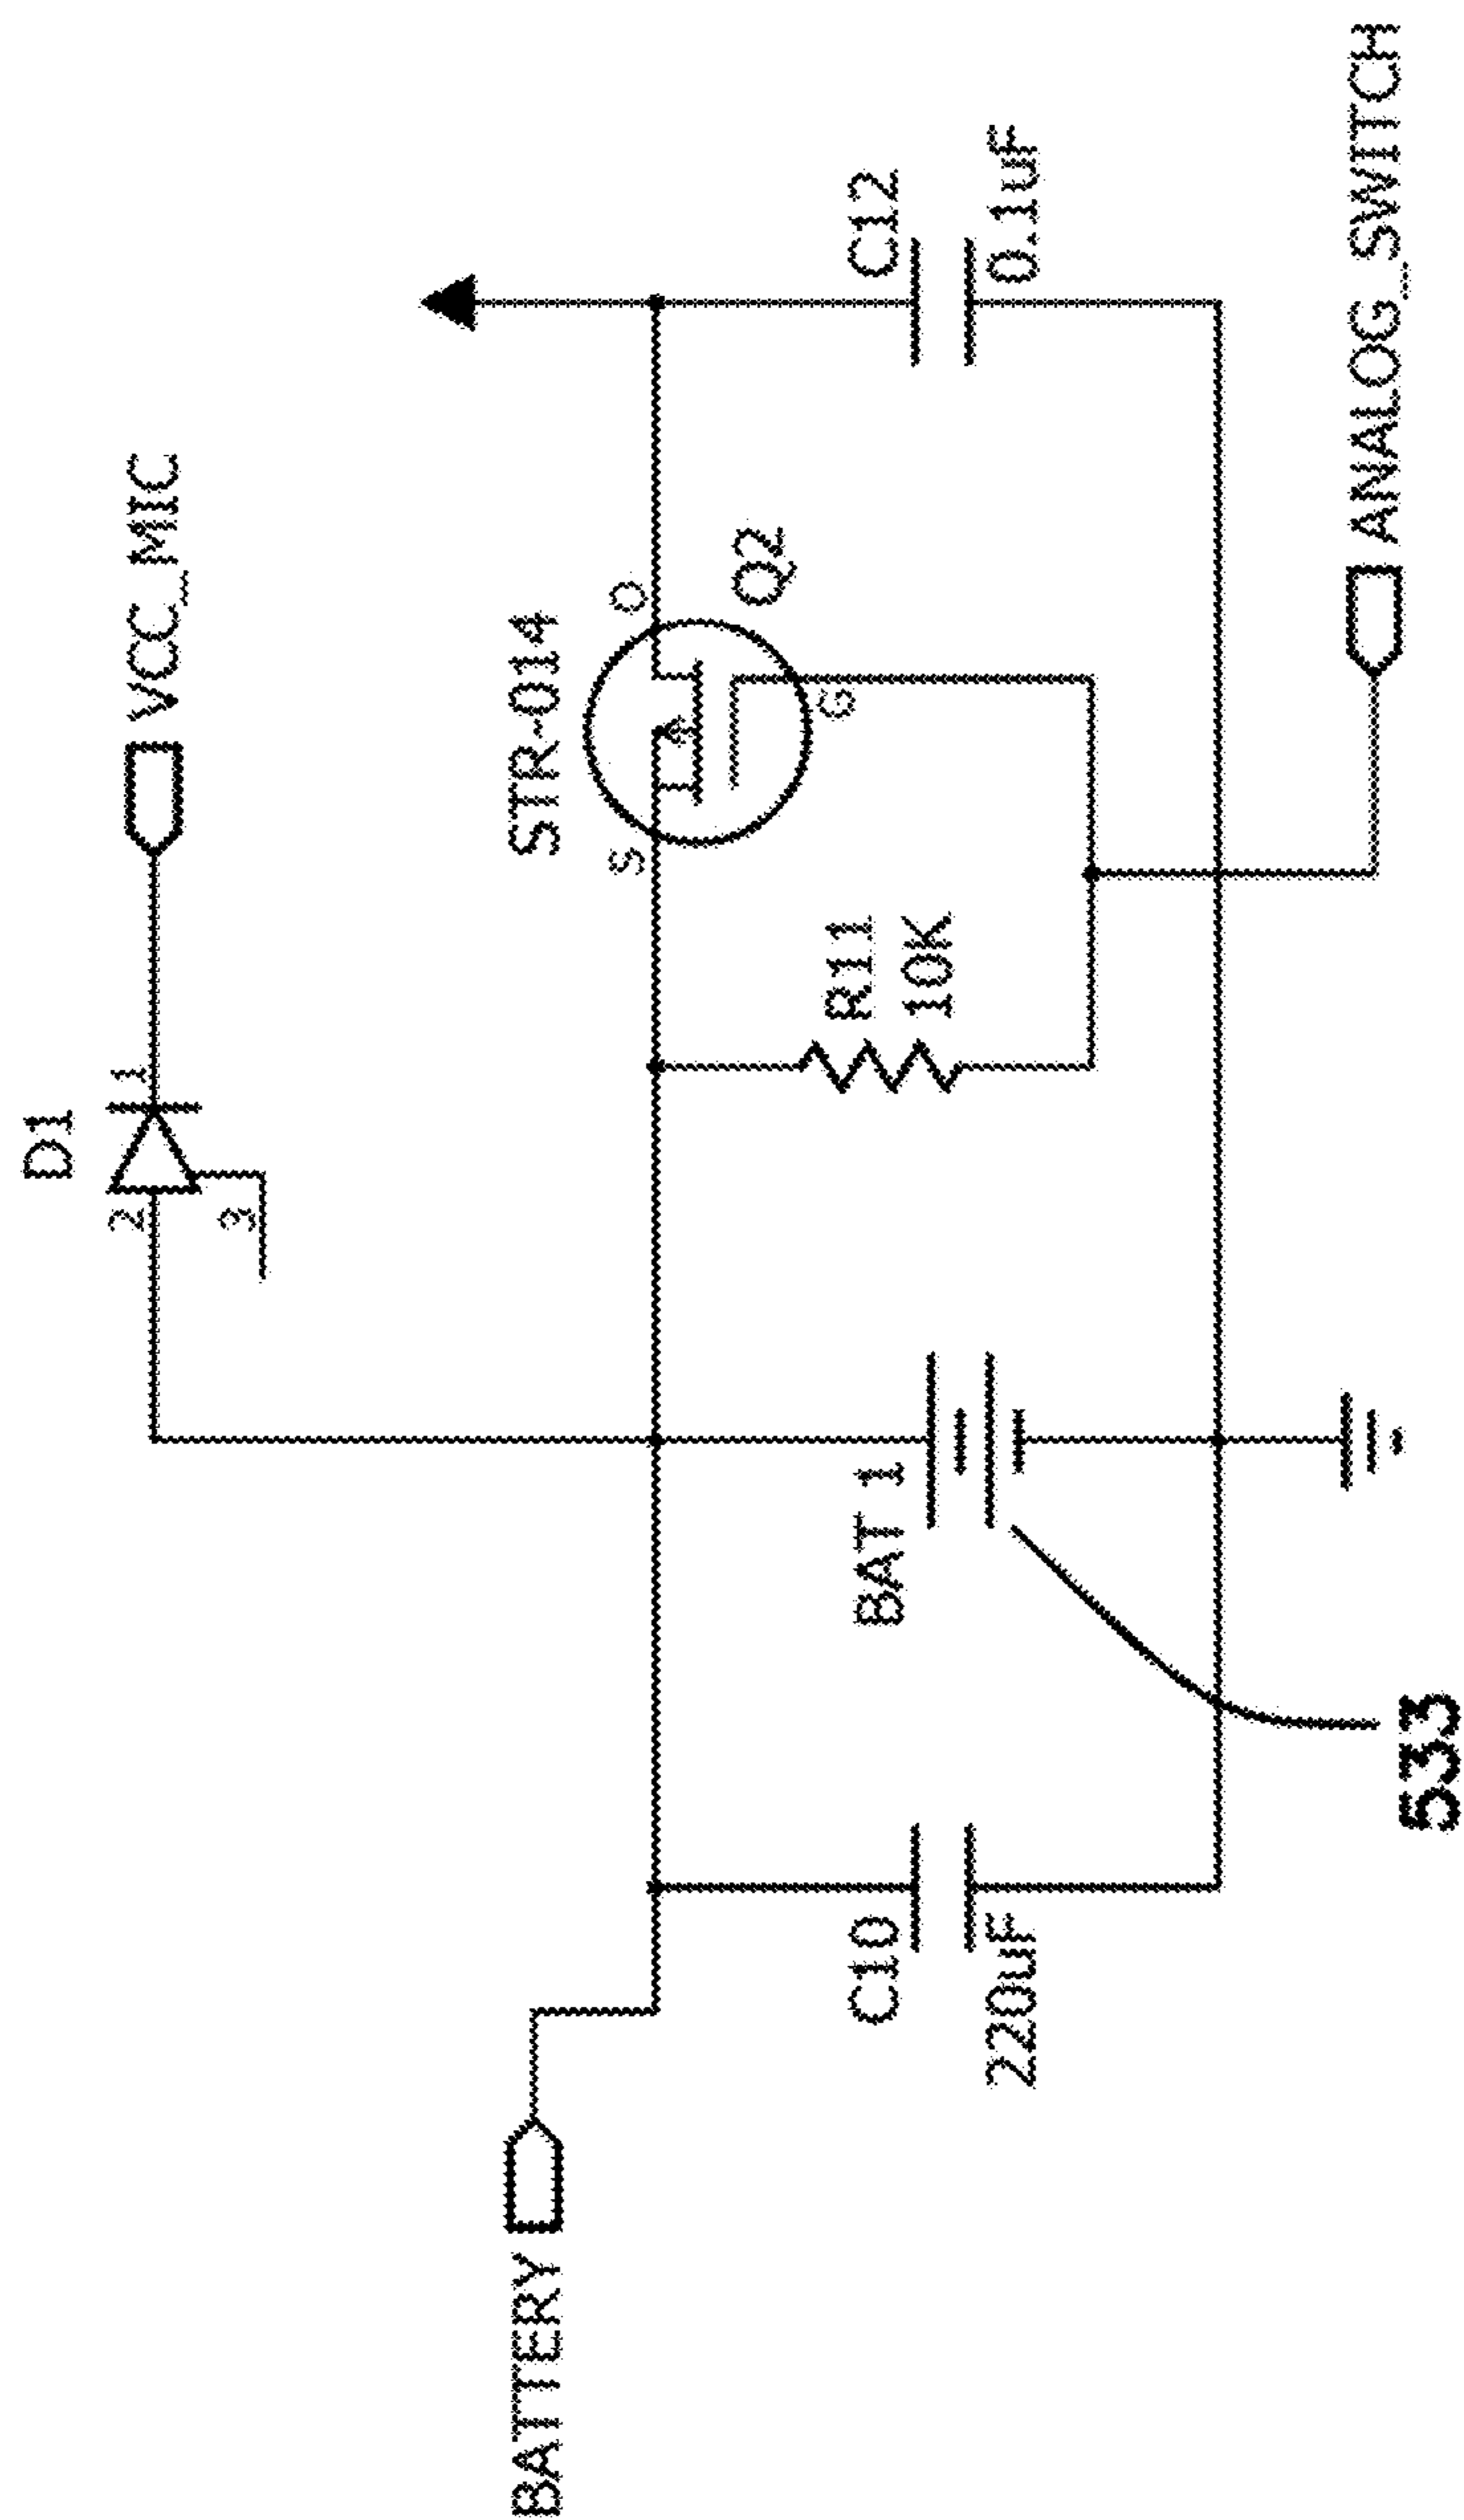 D1
2
1
3
VCC_MIC
BATTERY
STR-014
S
D
G
Q2
R11
10K
C10
220uF
BAT 1
C12
0.1uF
533
ANALOG_SWITCH